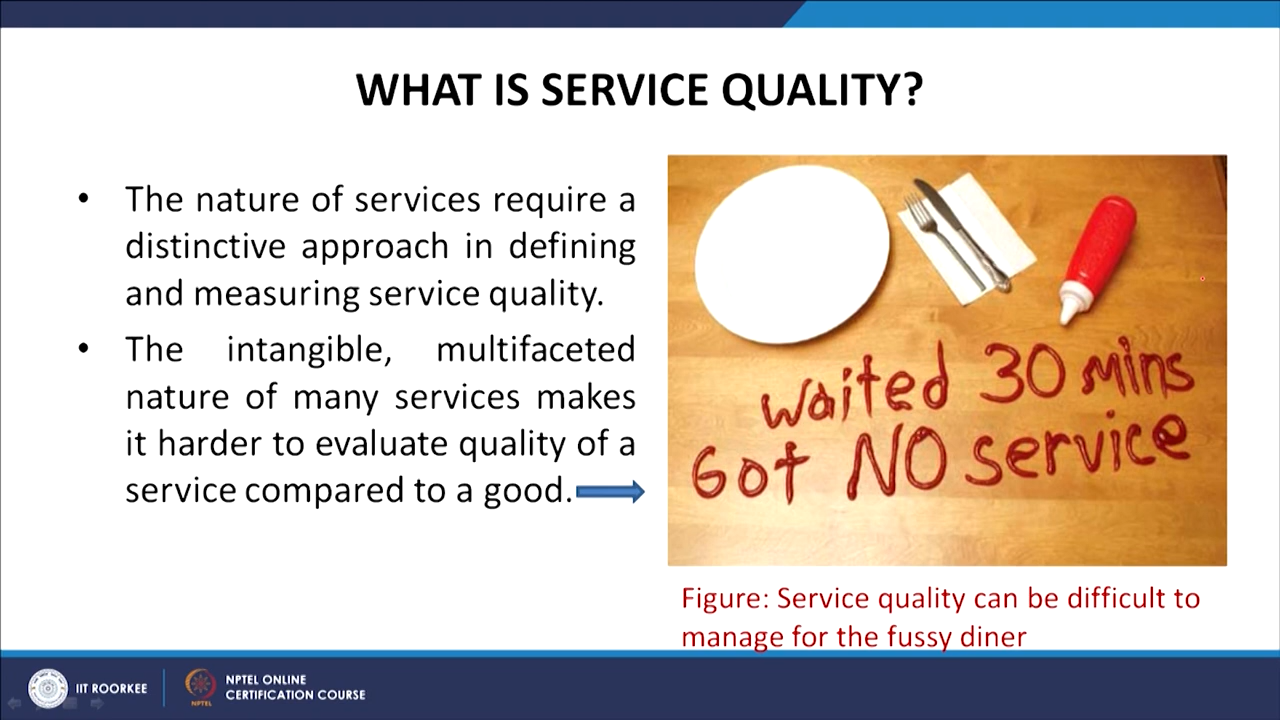 WHAT IS SERVICE QUALITY?
• The nature of services require a
distinctive approach in defining
and measuring service quality.
• The intangible, multifaceted
nature of many services makes
it harder to evaluate quality of a
service compared to a good.
waited 30 mins
Got NO service
Figure: Service quality can be difficult to
manage for the fussy diner
IIT ROORKEE
NPTEL
NPTEL ONLINE
CERTIFICATION COURSE